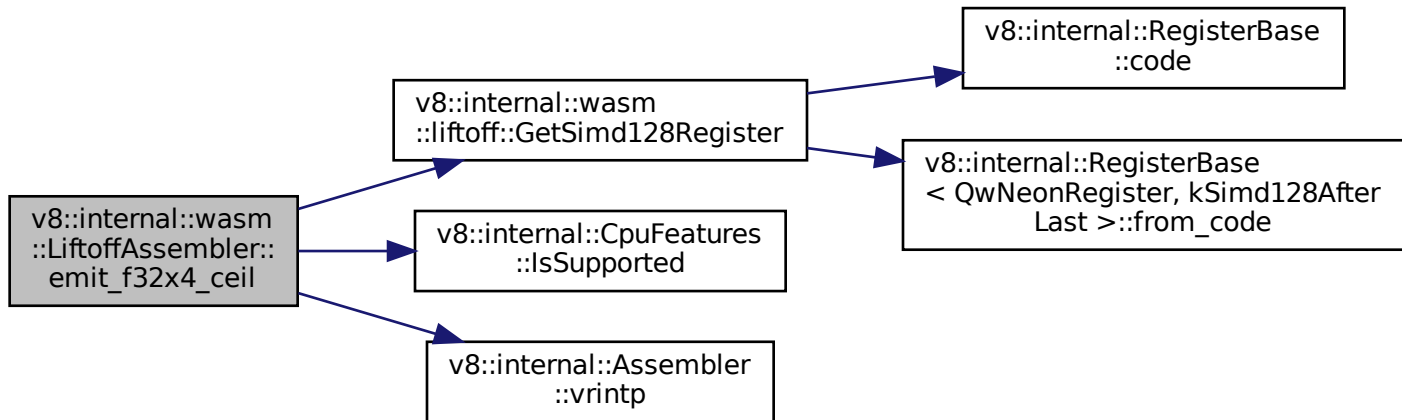 v8::internal::wasm
::LiftoffAssembler::
emit_f32x4_ceil
v8::internal::wasm
::liftoff::GetSimd128Register
v8::internal::CpuFeatures
::IsSupported
v8::internal::Assembler
::vrintp
v8::internal::RegisterBase
::code
v8::internal::RegisterBase
< QwNeonRegister, kSimd128After
Last >::from_code